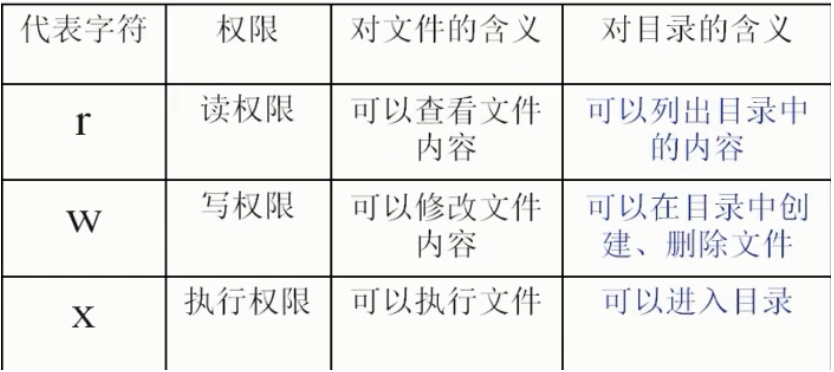 代表字符 权限 对文件的含义 对目录的含义
r 读权限 可以查看文件内容 可以列出目录中的内容
w 写权限 可以修改文件内容 可以在目录中创建、删除文件
x 执行权限 可以执行文件 可以进入目录